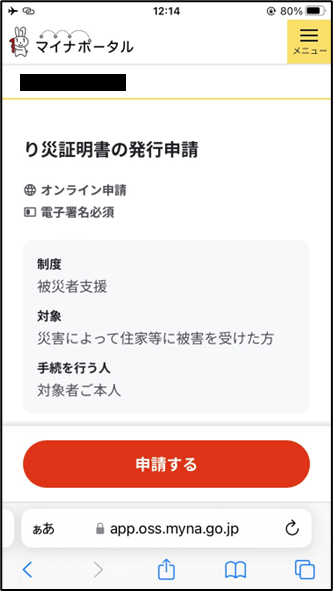 12:14
80%
マイナポータル
メニュー
り災証明書の発行申請
オンライン申請
電子署名必須
制度
被災者支援
対象
災害によって住家等に被害を受けた方
手続を行う人
対象者ご本人
申請する
ぁあ
app.oss.myna.go.jp